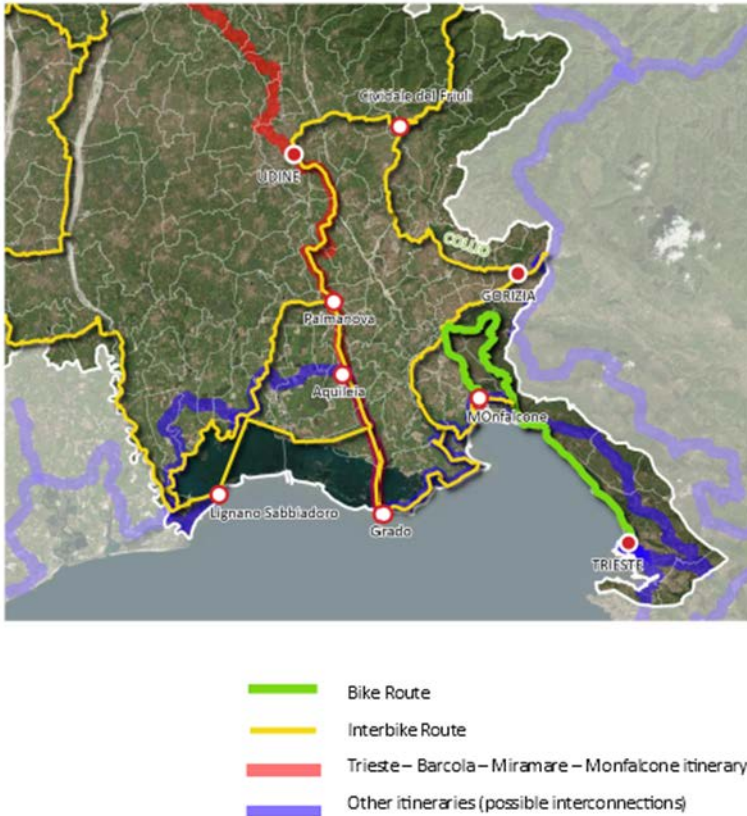 Cividale del Friuli
UDINE
COLLIO
GORIZIA
Palmanova
Aquileia
MOnfalcone
Lignano Sabbiadoro
Grado
TRIESTE
Bike Route
Interbike Route
Trieste – Barcola – Miramare – Monfalcone itinerary
Other itineraries (possible interconnections)